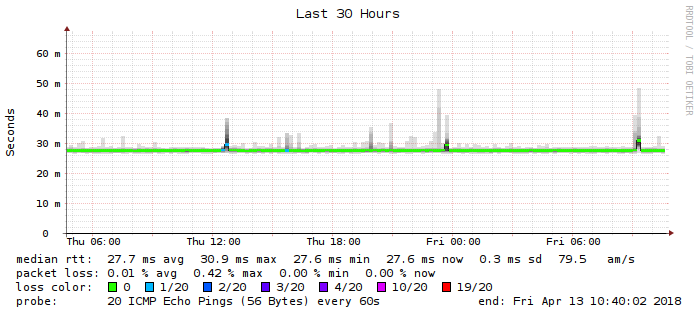 Last 30 Hours
RRDTOOL / TOBI OETIKER
Seconds
60 m
50 m
40 m
30 m
20 m
10 m
0
Thu 06:00 Thu 12:00 Thu 18:00 Fri 00:00 Fri 06:00
median rtt: 27.7 ms avg 30.9 ms max 27.6 ms min 27.6 ms now 0.3 ms sd 79.5 am/s
packet loss: 0.01 % avg 0.42 % max 0.00 % min 0.00 % now
loss color: 0 1/20 2/20 3/20 4/20 10/20 19/20
probe: 20 ICMP Echo Pings (56 Bytes) every 60s end: Fri Apr 13 10:40:02 2018